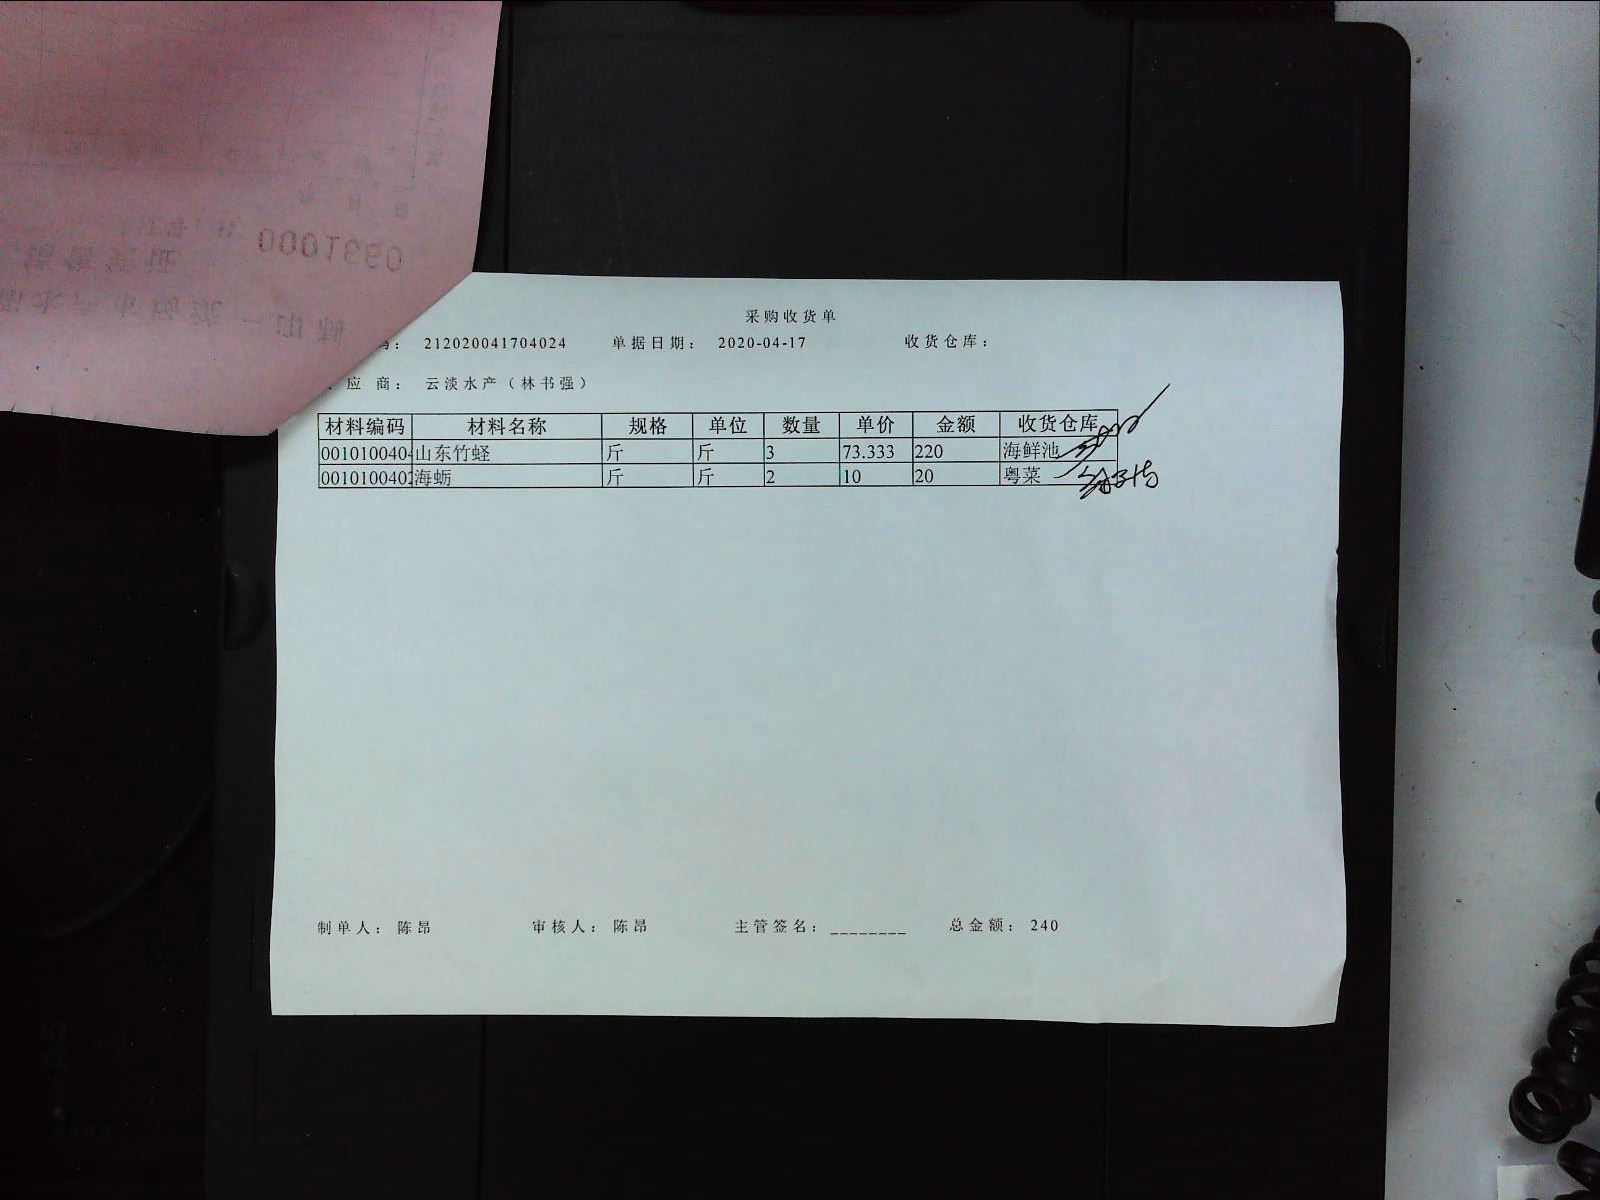 采购收货单
212020041704024 单据日期： 2020-04-17 收货仓库：
应 商： 云淡水产（林书强）
材料编码 材料名称 规格 单位 数量 单价 金额 收货仓库
0010100404 山东竹蛏 斤 斤 3 73.333 220 海鲜池
0010100402 海蛎 斤 斤 2 10 20 粤菜
制单人： 陈昂 审核人： 陈昂 主管签名： ________ 总金额： 240